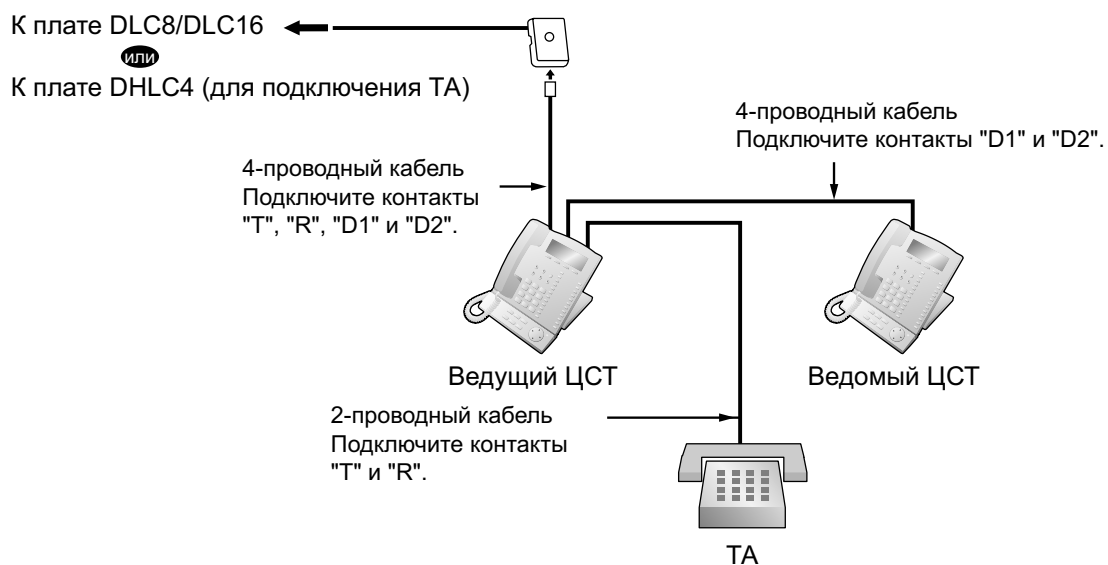 К плате DLC8/DLC16
или
К плате DHLC4 (для подключения ТА)
4-проводный кабель
Подключите контакты "D1" и "D2".
4-проводный кабель
Подключите контакты
"T", "R", "D1" и "D2".
Ведущий ЦСТ
Ведомый ЦСТ
2-проводный кабель
Подключите контакты
"T" и "R".
ТА